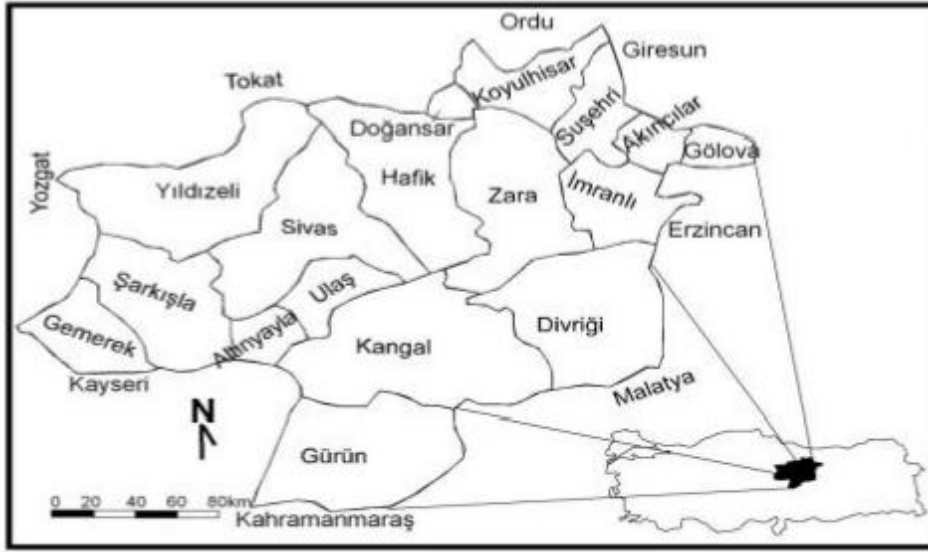 Ordu
Giresun
Tokat
Koyulhisar
Suşehri
Akıncılar
Doğansar
Gölova
Yozgat
Yıldızeli
Hafik
Zara
İmranlı
Sivas
Erzincan
Şarkışla
Ulaş
Gemerek
Altınyayla
Kangal
Divriği
Kayseri
Malatya
N
Gürün
0 20 40 60 80km
Kahramanmaraş